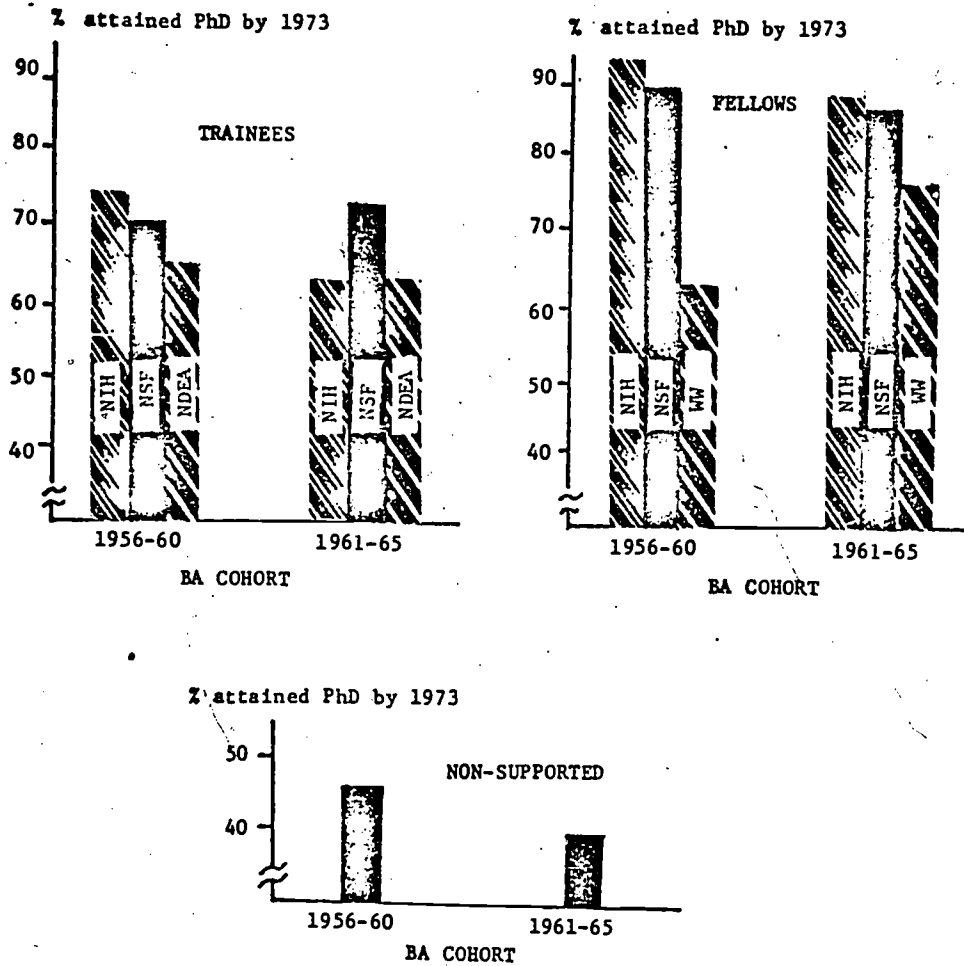 % attained PhD by 1973
90
80
70
60
50
40
TRAINEES
NIH
NSF
NDEA
NIH
NSF
NDEA
1956-60
1961-65
BA COHORT
% attained PhD by 1973
90
80
70
60
50
40
FELLOWS
NIH
NSF
WW
NIH
NSF
WW
1956-60
1961-65
BA COHORT
% attained PhD by 1973
50
40
NON-SUPPORTED
1956-60
1961-65
BA COHORT